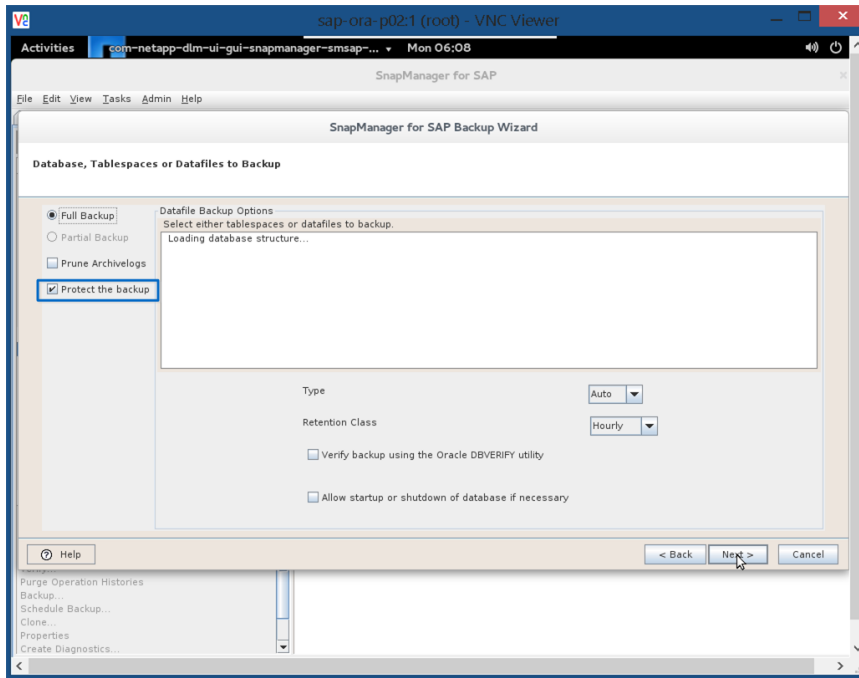 sap-ora-p02:1 (root) - VNC Viewer
Activities com-netapp-dlm-ui-gui-snapmanager-smsap-... Mon 06:08
SnapManager for SAP
File Edit View Tasks Admin Help
SnapManager for SAP Backup Wizard
Database, Tablespaces or Datafiles to Backup
Full Backup
Partial Backup
Prune Archivelogs
Protect the backup
Datafile Backup Options
Select either tablespaces or datafiles to backup.
Loading database structure...
Type Auto
Retention Class Hourly
Verify backup using the Oracle DBVERIFY utility
Allow startup or shutdown of database if necessary
Help < Back Next > Cancel
Purge Operation Histories
Backup...
Schedule Backup...
Clone...
Properties
Create Diagnostics...